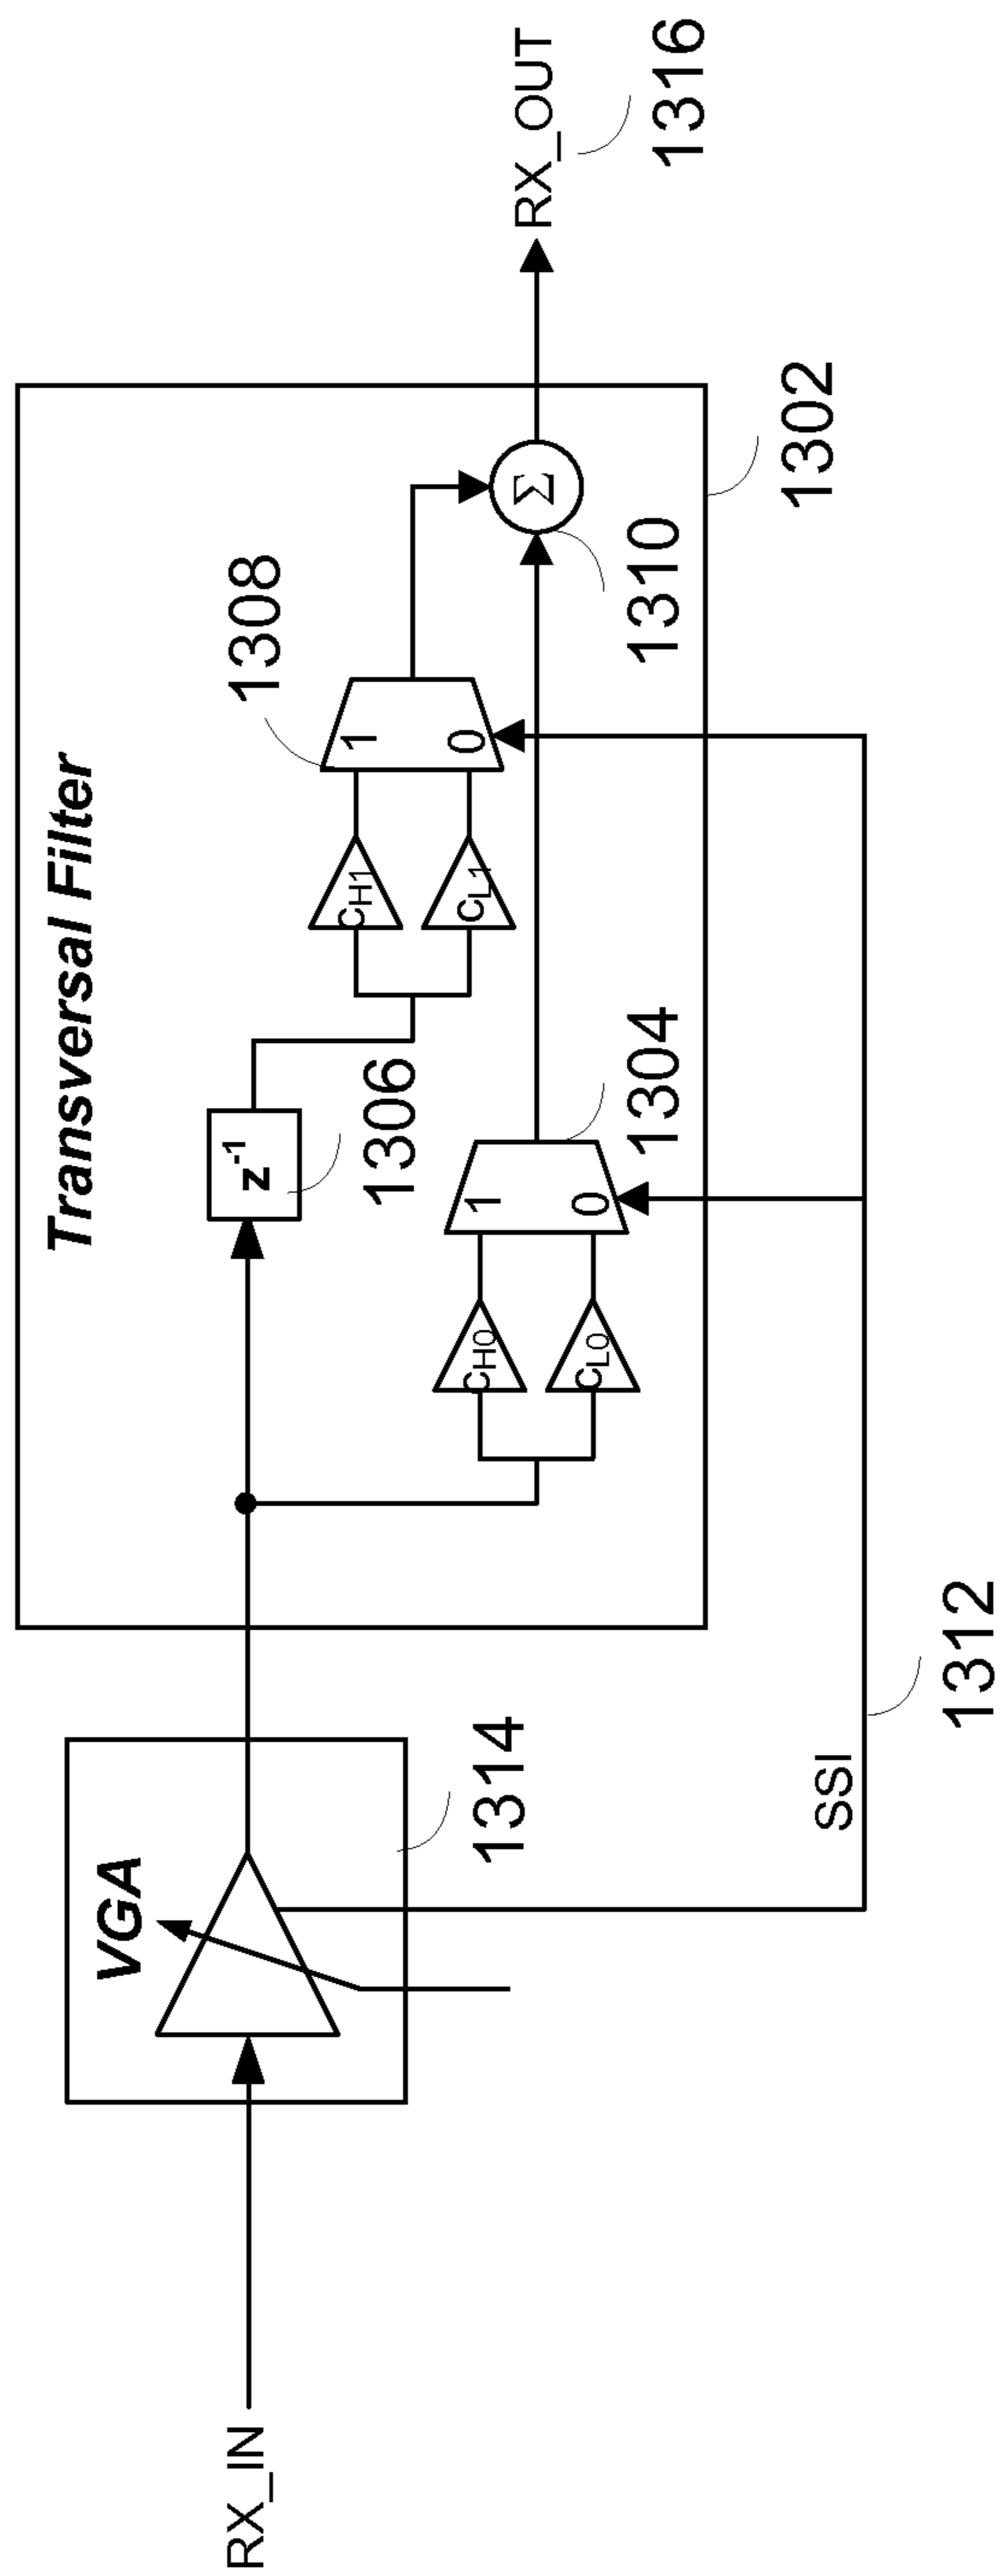 Transversal Filter
VGA
RX_IN
z-1
1306
CH1
CL1
1
0
1308
CH0
CL0
1
0
1304
Σ
1310
RX_OUT
1316
1314
1302
SSI
1312